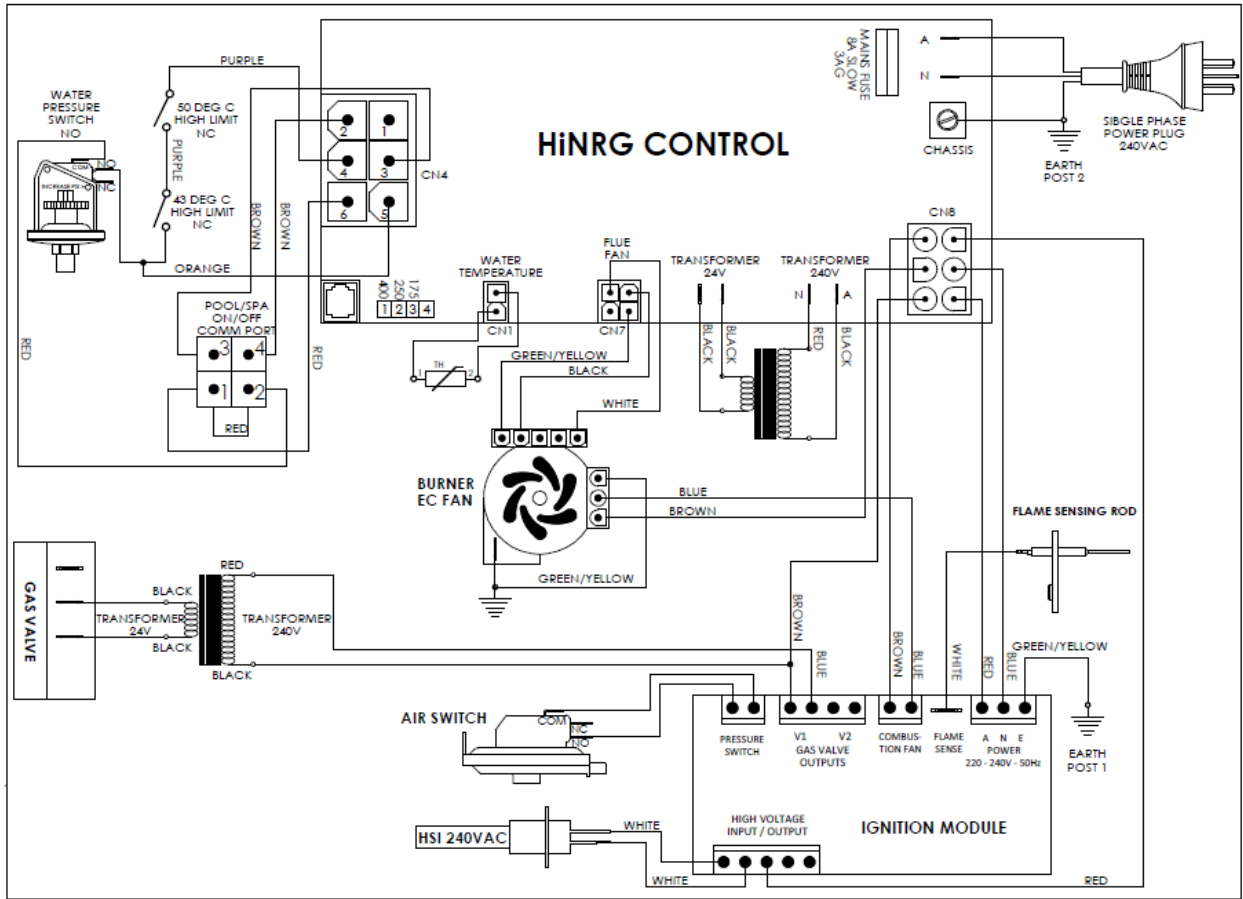 PURPLE
WATER
PRESSURE
SWITCH
NO
50 DEG C
HIGH LIMIT
NC
PURPLE
43 DEG C
HIGH LIMIT
NC
COM
NO
NC
INCREASE PSI
BROWN
BROWN
ORANGE
RED
RED
POOL/SPA
ON/OFF
COMM PORT
3
4
1
2
RED
2
1
4
3
6
5
CN4
HiNRG CONTROL
MAINS FUSE
8A SLOW
3AG
A
N
CHASSIS
EARTH
POST 2
SIBGLE PHASE
POWER PLUG
240VAC
CN8
400
250
175
1 2 3 4
WATER
TEMPERATURE
CN1
1
TH
2
FLUE
FAN
CN7
GREEN/YELLOW
BLACK
WHITE
TRANSFORMER
24V
TRANSFORMER
240V
N
A
BLACK
BLACK
RED
BLACK
BURNER
EC FAN
BLUE
BROWN
GREEN/YELLOW
FLAME SENSING ROD
GAS VALVE
BLACK
TRANSFORMER
24V
BLACK
RED
TRANSFORMER
240V
BLACK
BROWN
BLUE
BROWN
BLUE
WHITE
RED
BLUE
GREEN/YELLOW
EARTH
POST 1
AIR SWITCH
COM
NC
NO
PRESSURE
SWITCH
V1
V2
GAS VALVE
OUTPUTS
COMBUS-
TION FAN
FLAME
SENSE
A N E
POWER
220 - 240V - 50Hz
HSI 240VAC
WHITE
WHITE
HIGH VOLTAGE
INPUT / OUTPUT
IGNITION MODULE
RED